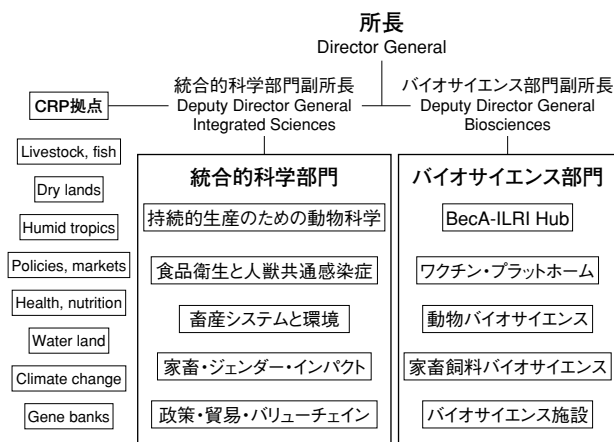 所長
Director General
統合的科学部門副所長
Deputy Director General
Integrated Sciences
バイオサイエンス部門副所長
Deputy Director General
Biosciences
CRP拠点
Livestock, fish
Dry lands
Humid tropics
Policies, markets
Health, nutrition
Water land
Climate change
Gene banks
統合的科学部門
持続的生産のための動物科学
食品衛生と人獣共通感染症
畜産システムと環境
家畜・ジェンダー・インパクト
政策・貿易・バリューチェイン
バイオサイエンス部門
BecA-ILRI Hub
ワクチン・プラットホーム
動物バイオサイエンス
家畜飼料バイオサイエンス
バイオサイエンス施設